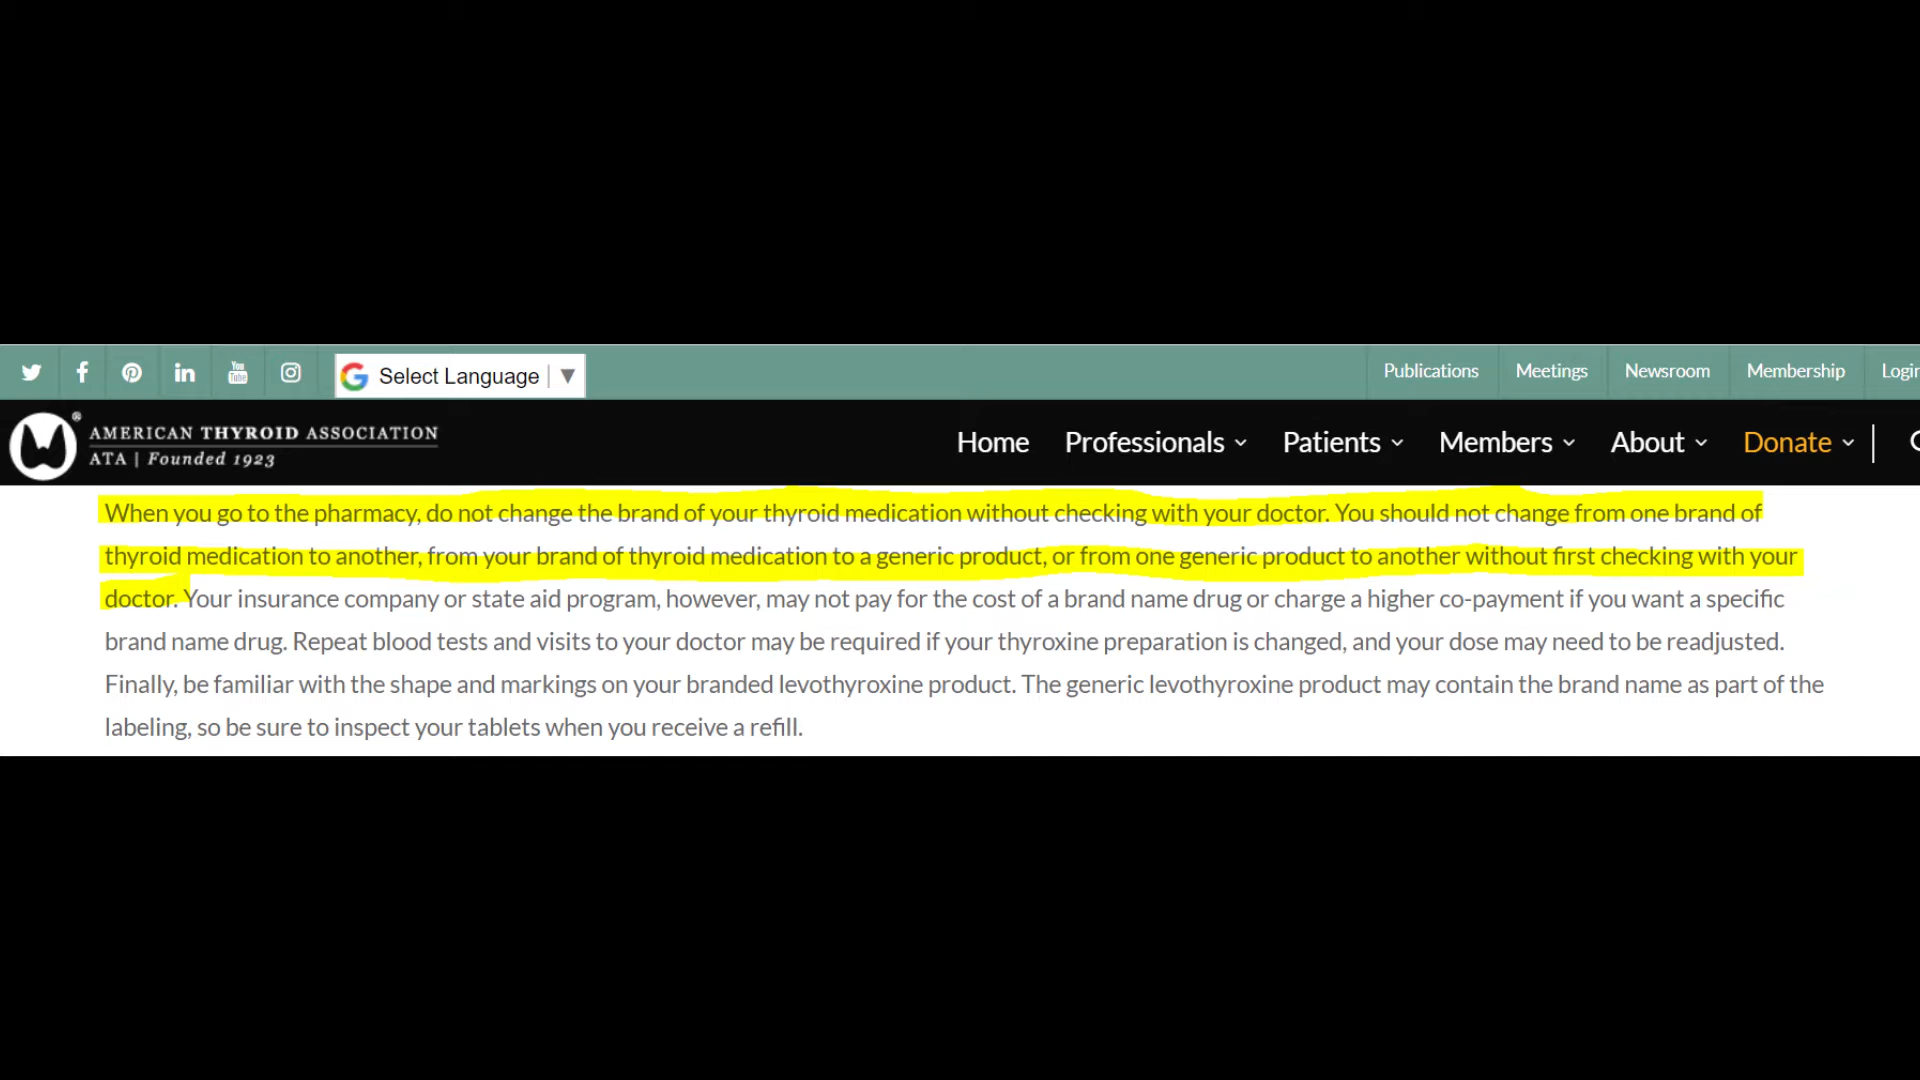 Select Language ▼
Publications
Meetings
Newsroom
Membership
You
Tube
AMERICAN THYROID ASSOCIATION
®
ATA | Founded 1923
Home
Professionals
Patients
Members
About
Donate
When you go to the pharmacy, do not change the brand of your thyroid medication without checking with your doctor. You should not change from one brand of
thyroid medication to another, from your brand of thyroid medication to a generic product, or from one generic product to another without first checking with your
doctor. Your insurance company or state aid program, however, may not pay for the cost of a brand name drug or charge a higher co-payment if you want a specific
brand name drug. Repeat blood tests and visits to your doctor may be required if your thyroxine preparation is changed, and your dose may need to be readjusted.
Finally, be familiar with the shape and markings on your branded levothyroxine product. The generic levothyroxine product may contain the brand name as part of the
labeling, so be sure to inspect your tablets when you receive a refill.